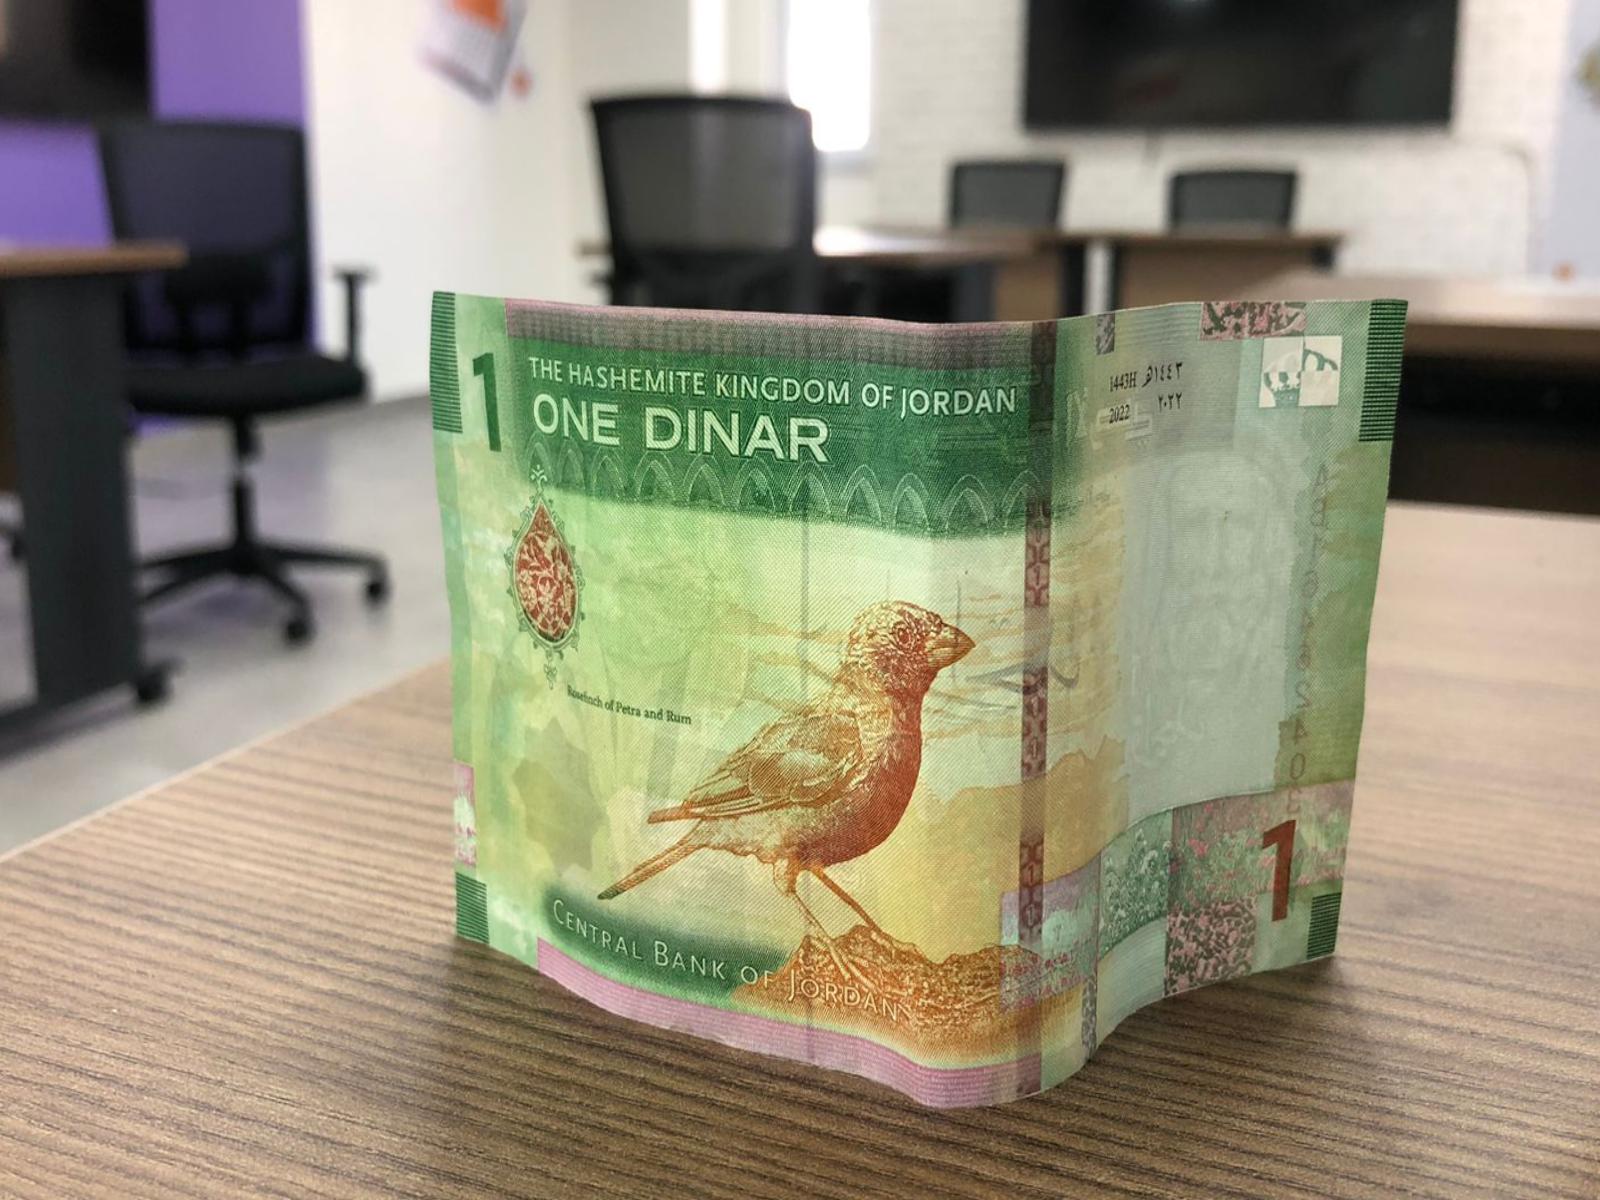 1
THE HASHEMITE KINGDOM OF JORDAN
ONE DINAR
1443H ١٤٤٣هـ
2022 ٢٠٢٢
Rosefinch of Petra and Rum
CENTRAL BANK OF JORDAN
1